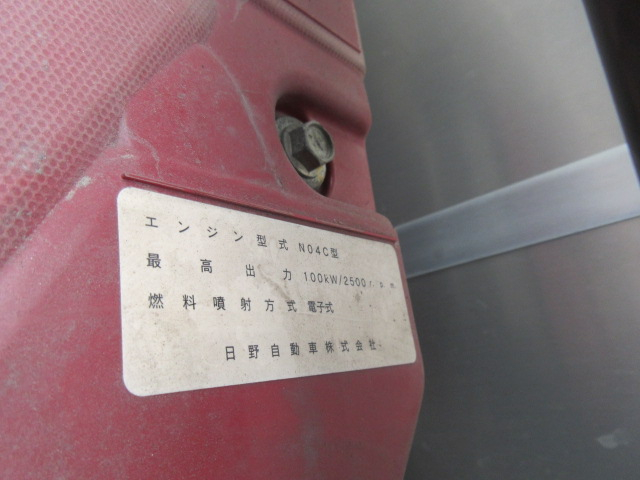 エンジン型式 N04C型
最高出力 100kW/2500r.p.m.
燃料噴射方式 電子式
日野自動車株式会社